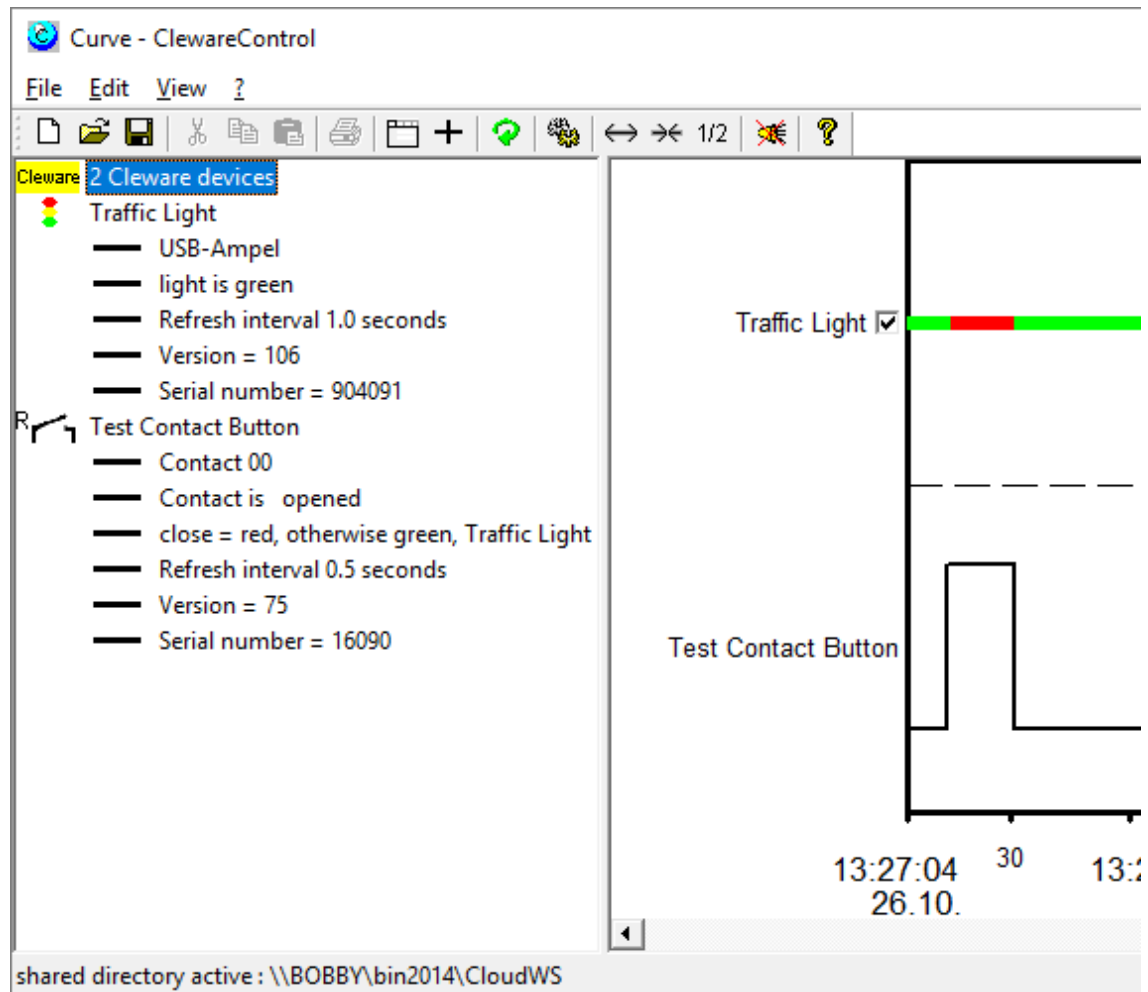 Curve - ClewareControl
File Edit View ?
1/2
Cleware 2 Cleware devices
Traffic Light
USB-Ampel
light is green
Refresh interval 1.0 seconds
Version = 106
Serial number = 904091
R Test Contact Button
Contact 00
Contact is opened
close = red, otherwise green, Traffic Light
Refresh interval 0.5 seconds
Version = 75
Serial number = 16090
Traffic Light
Test Contact Button
13:27:04 30 13:2
26.10.
shared directory active : \\BOBBY\bin2014\CloudWS